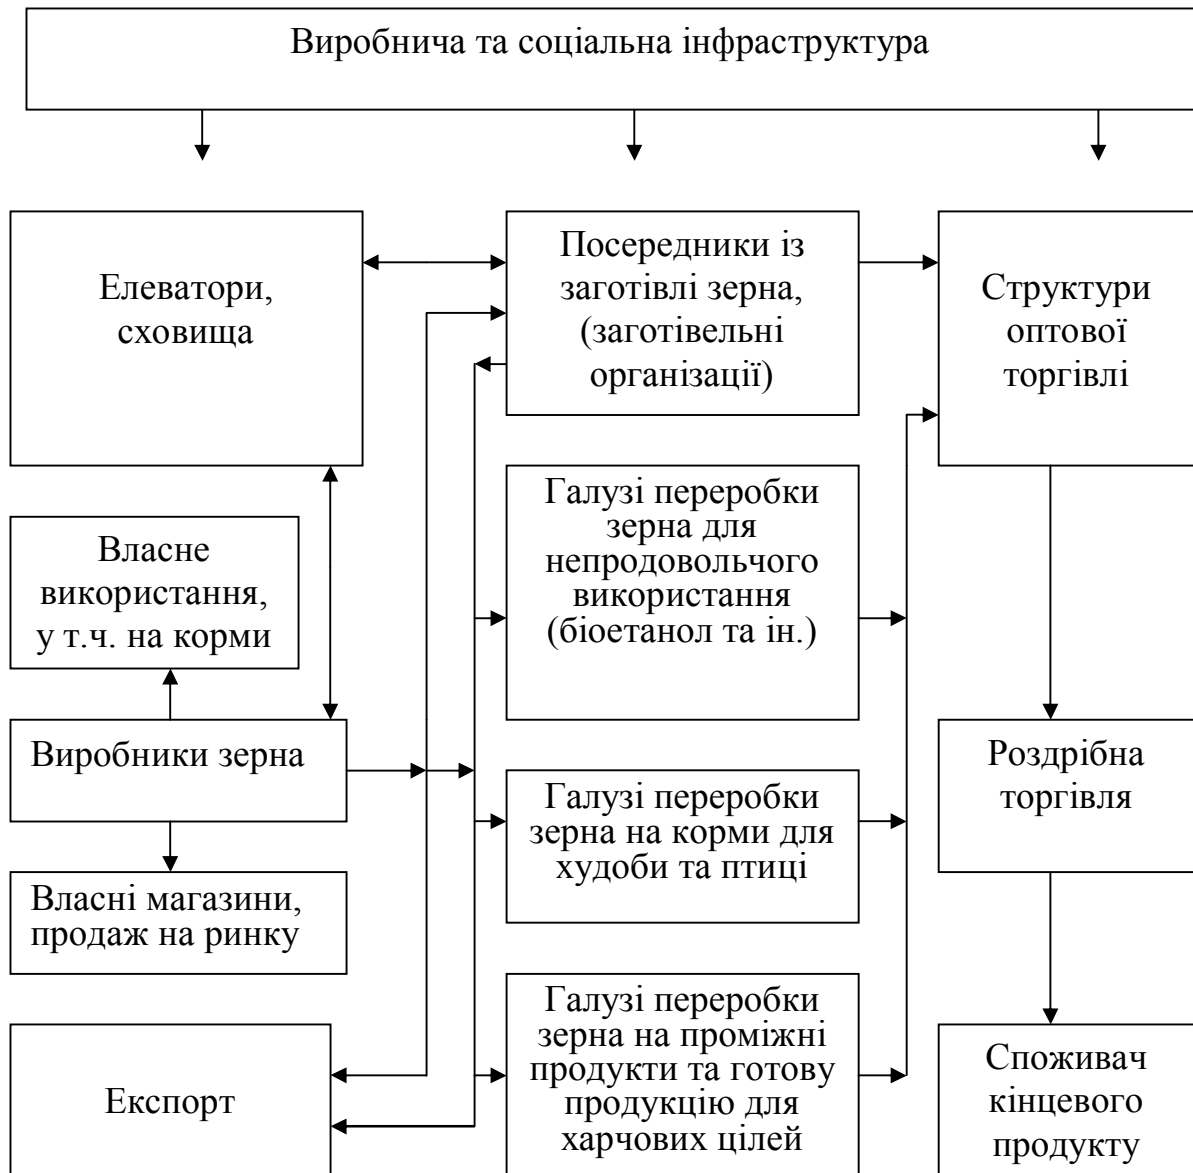 Виробнича та соціальна інфраструктура
Елеватори,
сховища
Посередники із
заготівлі зерна,
(заготівельні
організації)
Структури
оптової
торгівлі
Галузі переробки
зерна для
непродовольчого
використання
(біоетанол та ін.)
Власне
використання,
у т.ч. на корми
Виробники зерна
Галузі переробки
зерна на корми для
худоби та птиці
Роздрібна
торгівля
Власні магазини,
продаж на ринку
Галузі переробки
зерна на проміжні
продукти та готову
продукцію для
харчових цілей
Експорт
Споживач
кінцевого
продукту